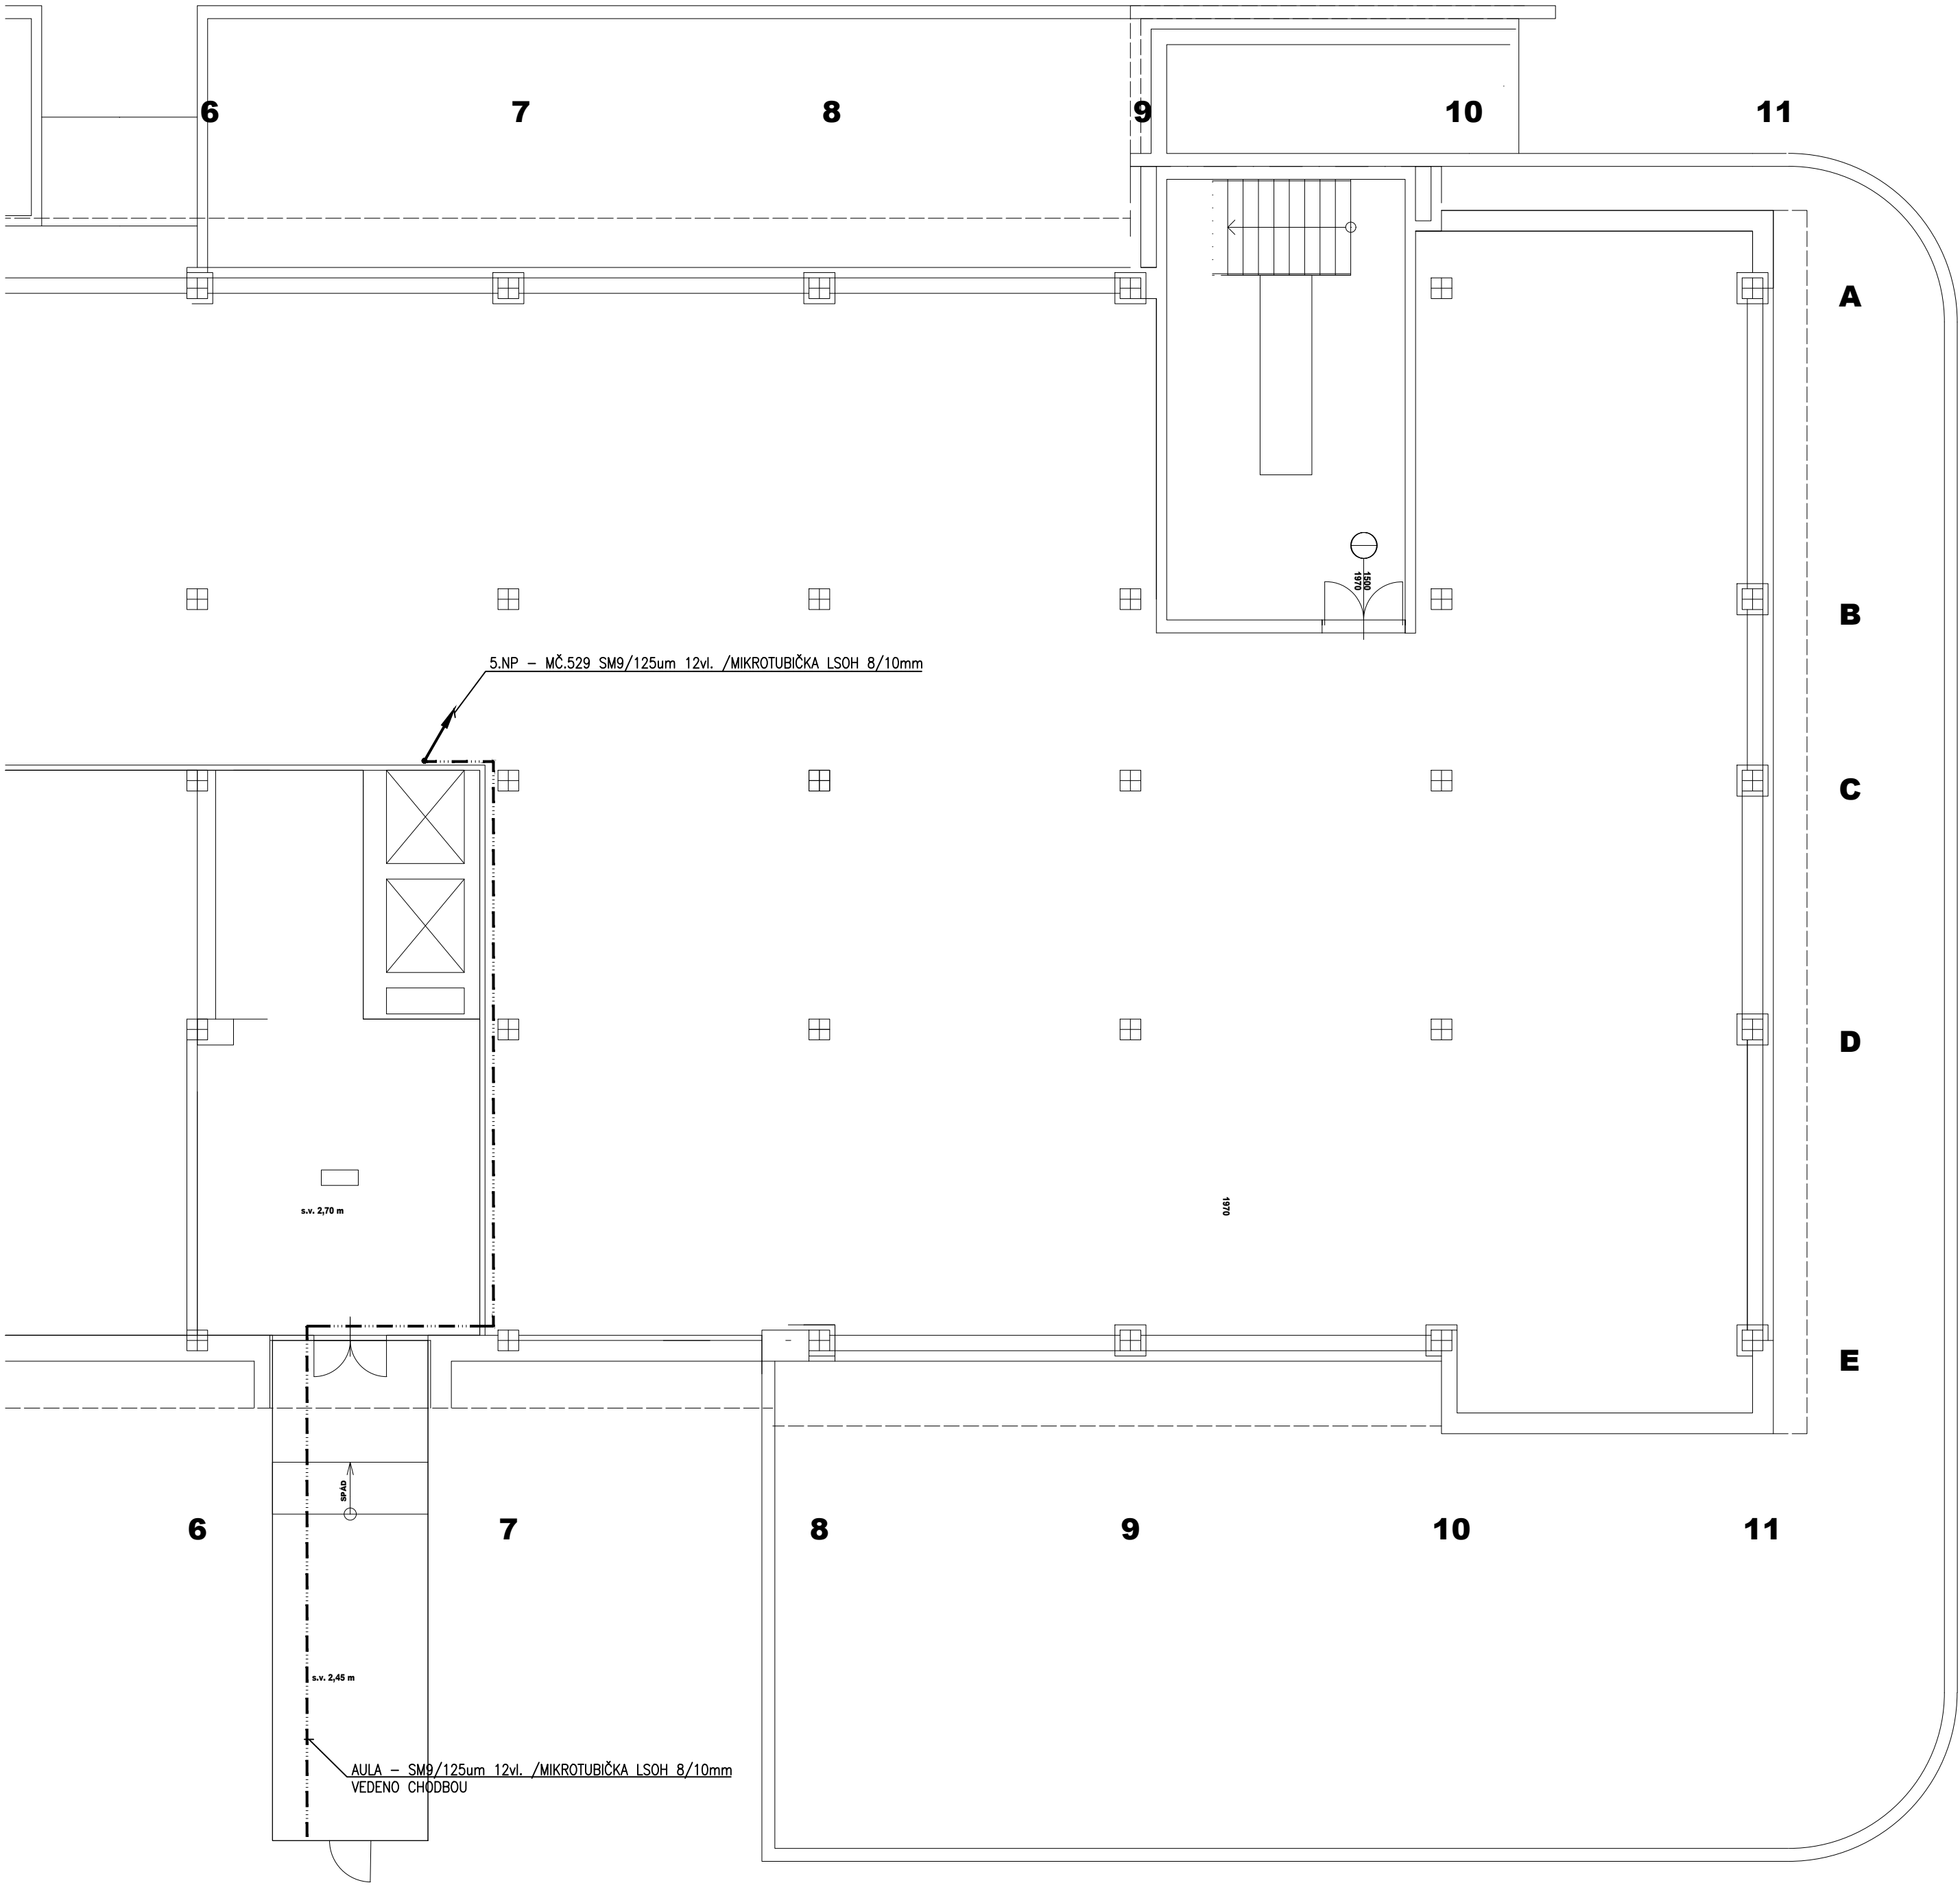 6 7 8 9 10 11
A
1500
1970
B
5.NP – MČ.529 SM9/125um 12vl. /MIKROTUBIČKA LSOH 8/10mm
C
D
s.v. 2,70 m
1970
E
SPÁD
6 7 8 9 10 11
s.v. 2,45 m
AULA – SM9/125um 12vl. /MIKROTUBIČKA LSOH 8/10mm
VEDENO CHODBOU